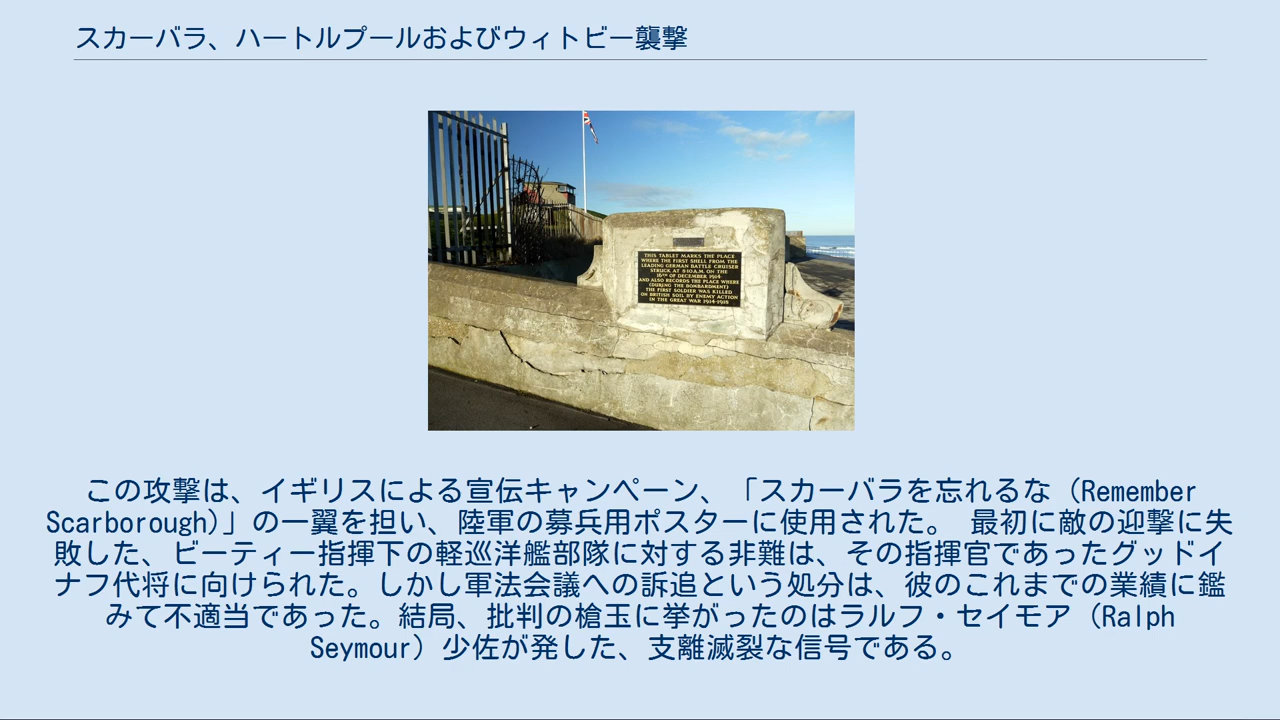 スカーバラ、ハートルプールおよびウィトビー襲撃
THIS TABLET MARKS THE PLACE
WHERE THE FIRST SHELL FROM THE
LEADING GERMAN BATTLE CRUISER
STRUCK AT 8·10 A.M. ON THE
16TH OF DECEMBER 1914
AND ALSO RECORDS THE PLACE WHERE
(DURING THE BOMBARDMENT)
THE FIRST SOLDIER WAS KILLED
ON BRITISH SOIL BY ENEMY ACTION
IN THE GREAT WAR 1914-1918
この攻撃は、イギリスによる宣伝キャンペーン、「スカーバラを忘れるな（Remember
Scarborough)」の一翼を担い、陸軍の募兵用ポスターに使用された。 最初に敵の迎撃に失
敗した、ビーティー指揮下の軽巡洋艦部隊に対する非難は、その指揮官であったグッドイ
ナフ代将に向けられた。しかし軍法会議への訴追という処分は、彼のこれまでの業績に鑑
みて不適当であった。結局、批判の槍玉に挙がったのはラルフ・セイモア（Ralph
Seymour）少佐が発した、支離滅裂な信号である。